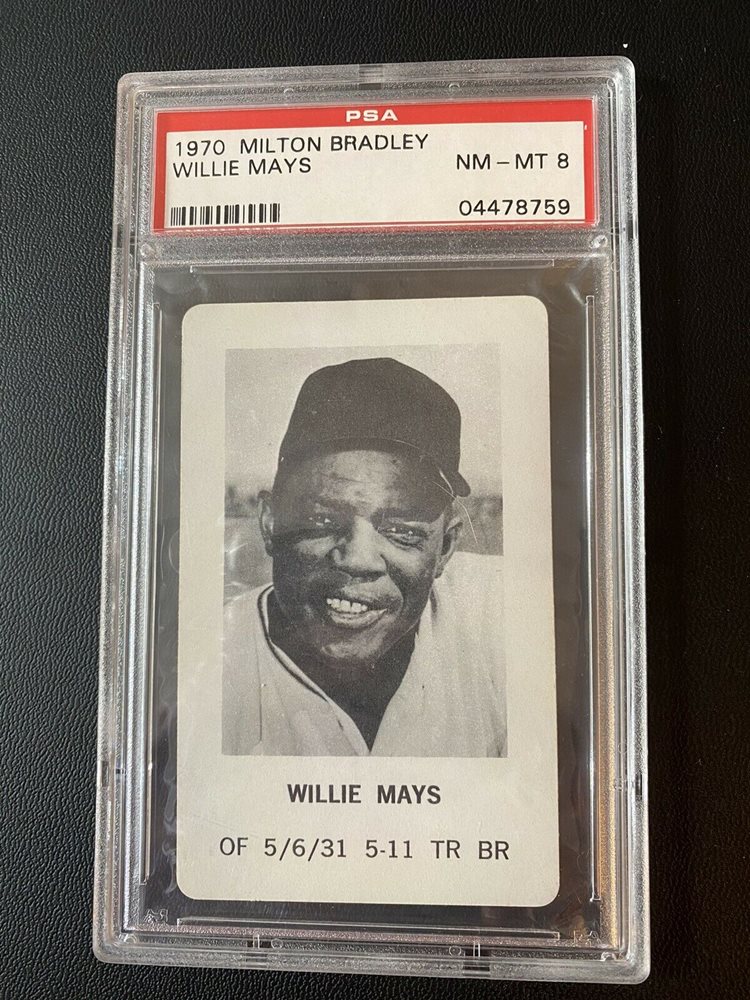 PSA
1970 MILTON BRADLEY
WILLIE MAYS NM - MT 8
04478759
WILLIE MAYS
OF 5/6/31 5-11 TR BR